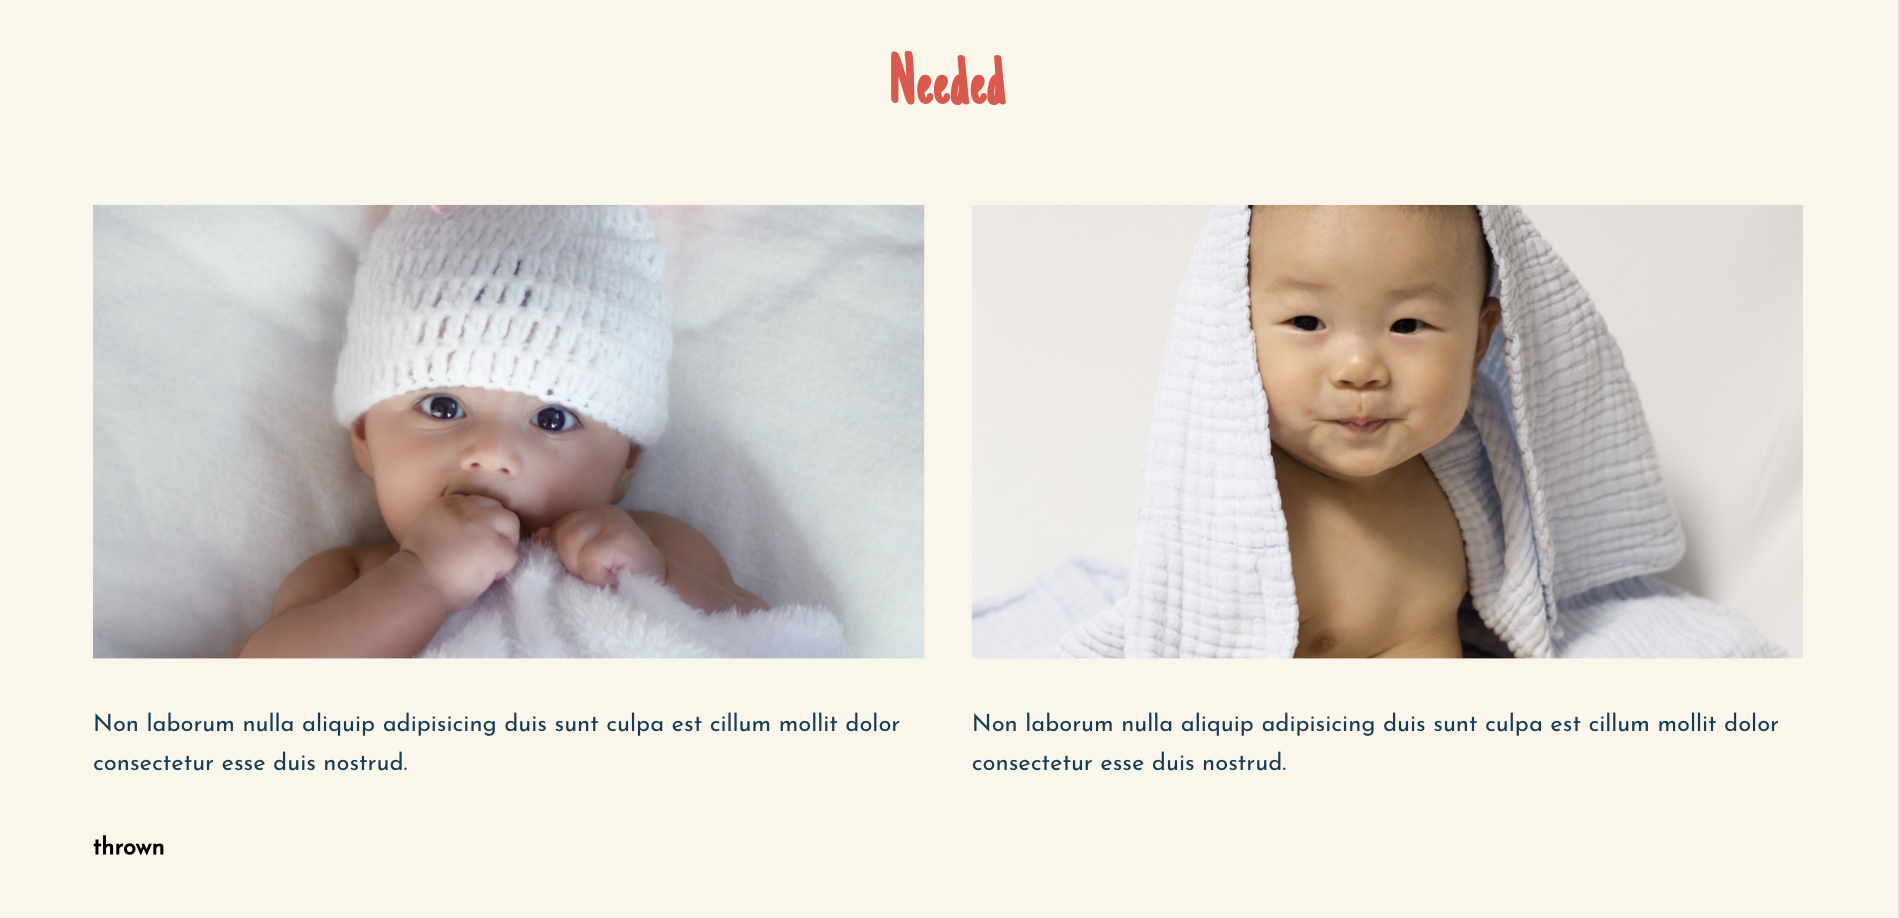 Needed
Non laborum nulla aliquip adipisicing duis sunt culpa est cillum mollit dolor
consectetur esse duis nostrud.
Non laborum nulla aliquip adipisicing duis sunt culpa est cillum mollit dolor
consectetur esse duis nostrud.
thrown